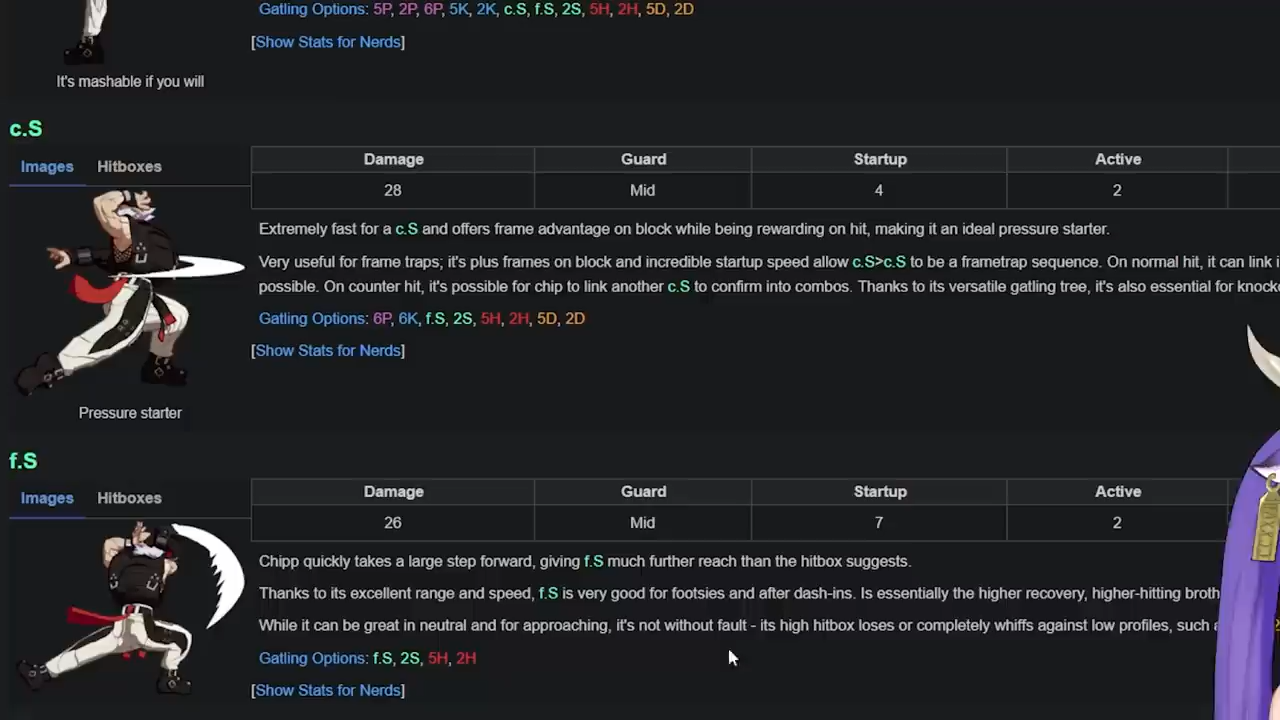 Gatling Options: 5P, 2P, 6P, 5K, 2K, c.S, f.S, 2S, 5H, 2H, 5D, 2D
[Show Stats for Nerds]
It's mashable if you will
c.S
Images Hitboxes
Damage Guard Startup Active
28 Mid 4 2
Extremely fast for a c.S and offers frame advantage on block while being rewarding on hit, making it an ideal pressure starter.
Very useful for frame traps; it's plus frames on block and incredible startup speed allow c.S>c.S to be a frametrap sequence. On normal hit, it can link
possible. On counter hit, it's possible for chip to link another c.S to confirm into combos. Thanks to its versatile gatling tree, it's also essential for
Gatling Options: 6P, 6K, f.S, 2S, 5H, 2H, 5D, 2D
[Show Stats for Nerds]
Pressure starter
f.S
Images Hitboxes
Damage Guard Startup Active
26 Mid 7 2
Chipp quickly takes a large step forward, giving f.S much further reach than the hitbox suggests.
Thanks to its excellent range and speed, f.S is very good for footsies and after dash-ins. Is essentially the higher recovery, higher-hitting
While it can be great in neutral and for approaching, it's not without fault - its high hitbox loses or completely whiffs against low profiles, such
Gatling Options: f.S, 2S, 5H, 2H
[Show Stats for Nerds]